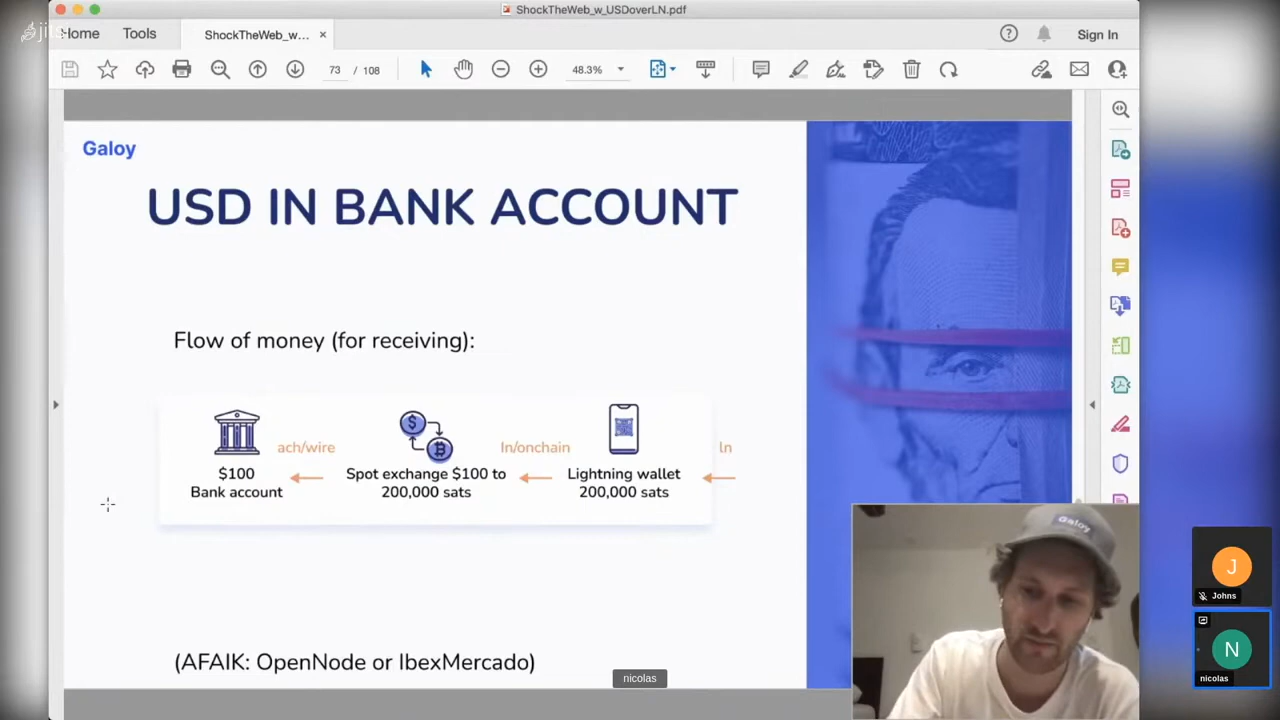 ShockTheWeb_w_USDoverLN.pdf
Home
Tools
ShockTheWeb_w...
Sign In
73 / 108
48.3%
Galoy
USD IN BANK ACCOUNT
Flow of money (for receiving):
ach/wire
ln/onchain
ln
$100
Bank account
Spot exchange $100 to
200,000 sats
Lightning wallet
200,000 sats
(AFAIK: OpenNode or IbexMercado)
Galoy
nicolas
J
Johns
N
nicolas